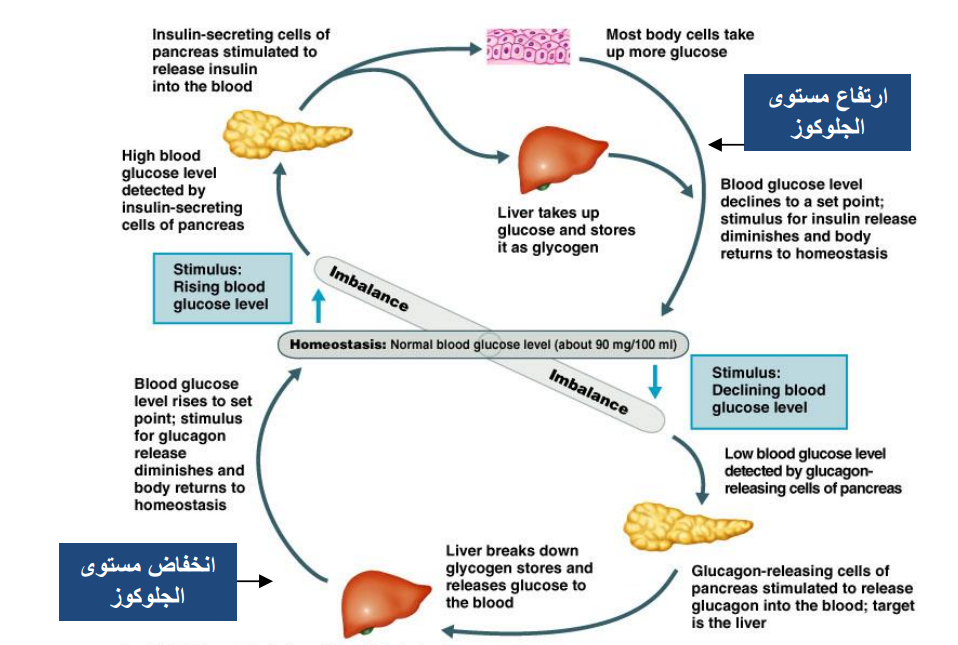 Insulin-secreting cells of
pancreas stimulated to
release insulin
into the blood
Most body cells take
up more glucose
ارتفاع مستوى
الجلوكوز
High blood
glucose level
detected by
insulin-secreting
cells of pancreas
Liver takes up
glucose and stores
it as glycogen
Blood glucose level
declines to a set point;
stimulus for insulin release
diminishes and body
returns to homeostasis
Stimulus:
Rising blood
glucose level
Imbalance
Homeostasis: Normal blood glucose level (about 90 mg/100 ml)
Imbalance
Stimulus:
Declining blood
glucose level
Blood glucose
level rises to set
point; stimulus
for glucagon
release
diminishes and
body returns to
homeostasis
Low blood glucose level
detected by glucagon-
releasing cells of pancreas
انخفاض مستوى
الجلوكوز
Liver breaks down
glycogen stores and
releases glucose to
the blood
Glucagon-releasing cells of
pancreas stimulated to release
glucagon into the blood; target
is the liver